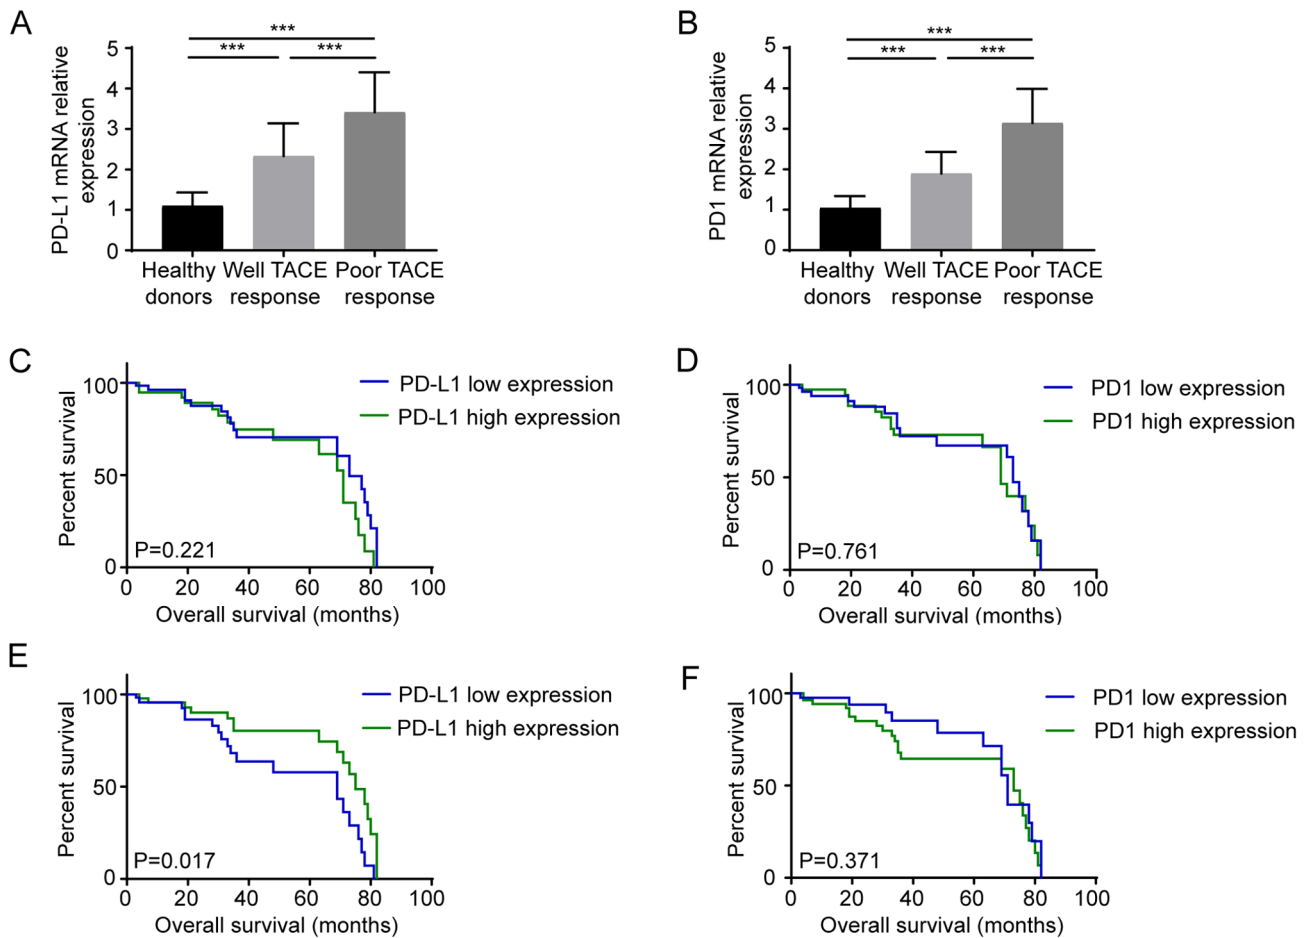 A
PD-L1 mRNA relative
expression
5
4
3
2
1
0
***
*** ***
Healthy Well TACE Poor TACE
donors response response
B
PD1 mRNA relative
expression
5
4
3
2
1
0
***
*** ***
Healthy Well TACE Poor TACE
donors response response
C
Percent survival
100
50
0
PD-L1 low expression
PD-L1 high expression
P=0.221
0 20 40 60 80 100
Overall survival (months)
D
Percent survival
100
50
0
PD1 low expression
PD1 high expression
P=0.761
0 20 40 60 80 100
Overall survival (months)
E
Percent survival
100
50
0
PD-L1 low expression
PD-L1 high expression
P=0.017
0 20 40 60 80 100
Overall survival (months)
F
Percent survival
100
50
0
PD1 low expression
PD1 high expression
P=0.371
0 20 40 60 80 100
Overall survival (months)